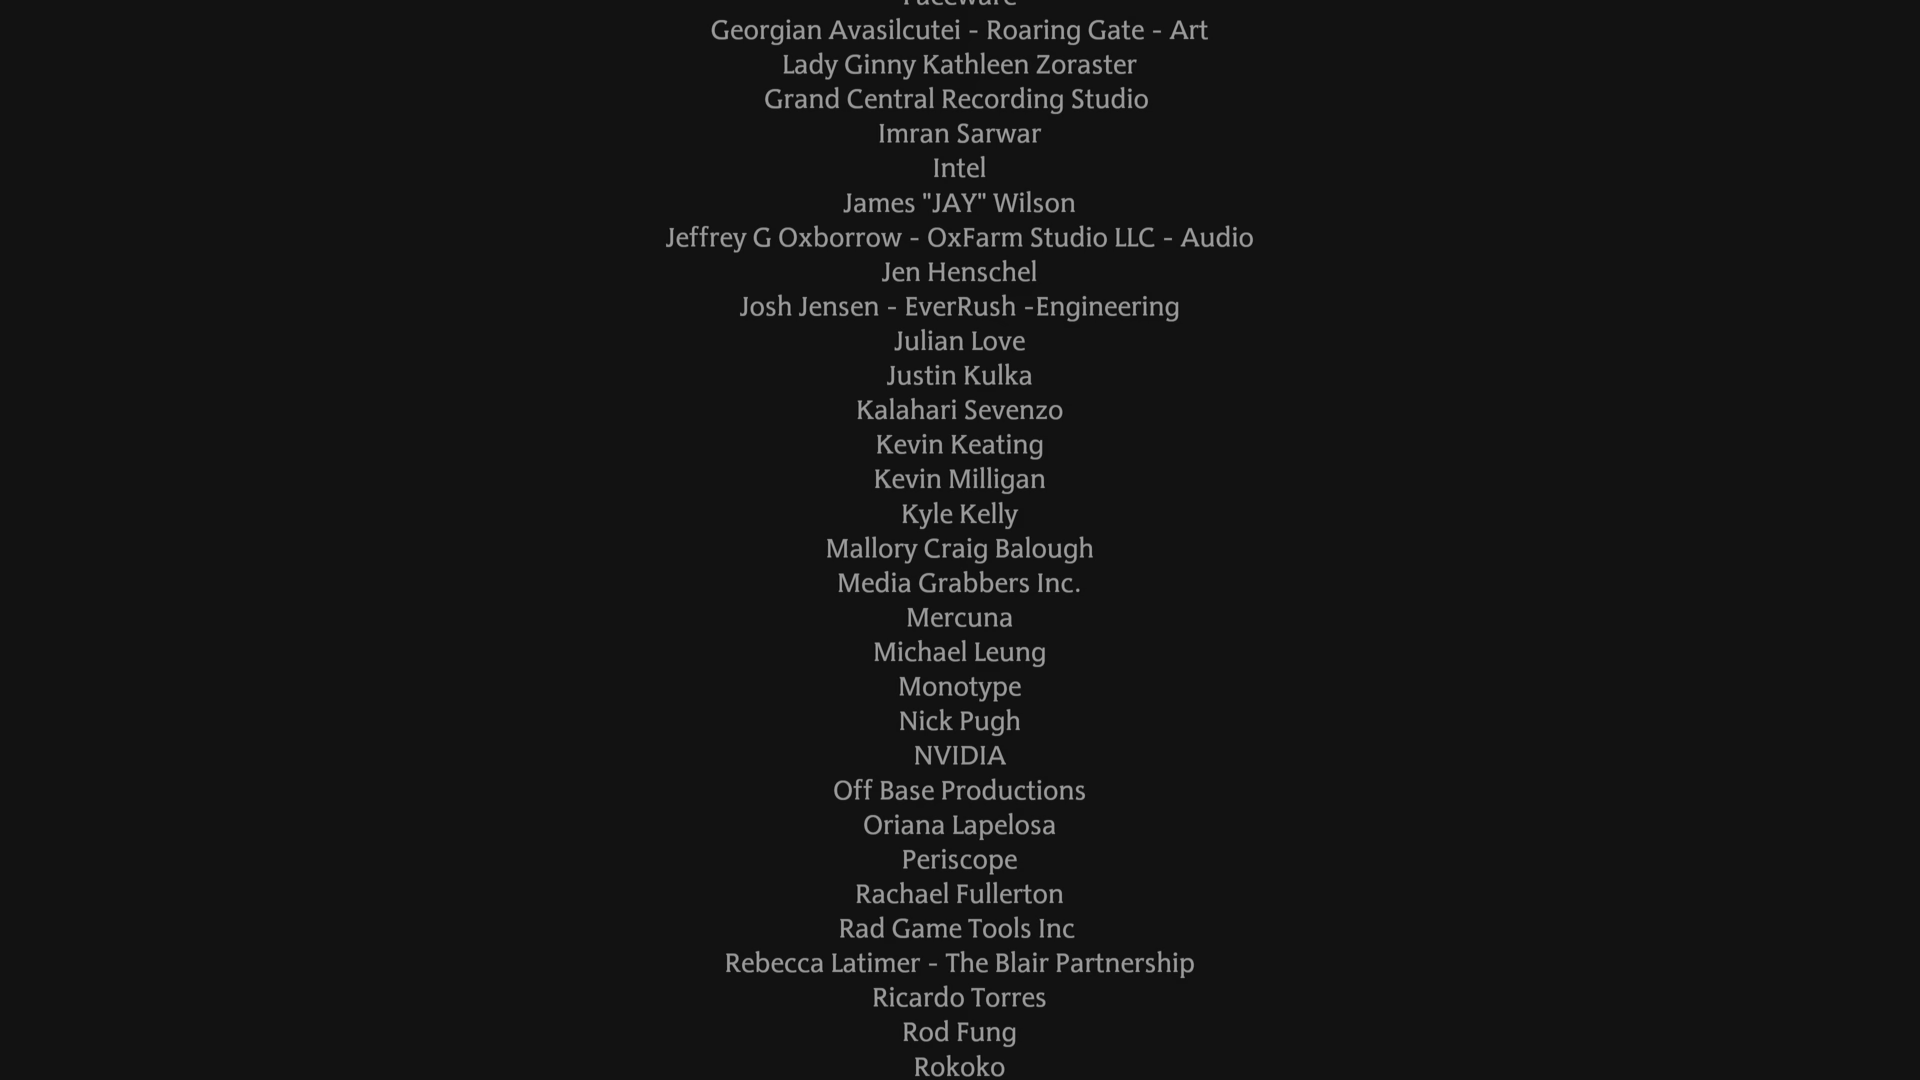 Faceware
Georgian Avasilcutei - Roaring Gate - Art
Lady Ginny Kathleen Zoraster
Grand Central Recording Studio
Imran Sarwar
Intel
James "JAY" Wilson
Jeffrey G Oxborrow - OxFarm Studio LLC - Audio
Jen Henschel
Josh Jensen - EverRush -Engineering
Julian Love
Justin Kulka
Kalahari Sevenzo
Kevin Keating
Kevin Milligan
Kyle Kelly
Mallory Craig Balough
Media Grabbers Inc.
Mercuna
Michael Leung
Monotype
Nick Pugh
NVIDIA
Off Base Productions
Oriana Lapelosa
Periscope
Rachael Fullerton
Rad Game Tools Inc
Rebecca Latimer - The Blair Partnership
Ricardo Torres
Rod Fung
Rokoko